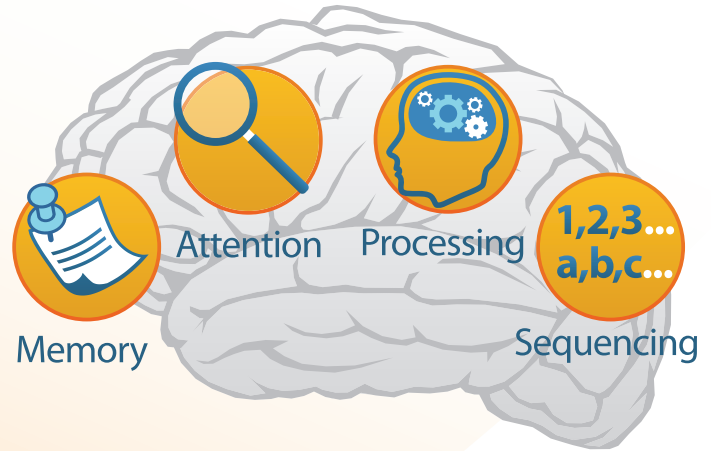 Memory
Attention
Processing
1,2,3...
a,b,c...
Sequencing